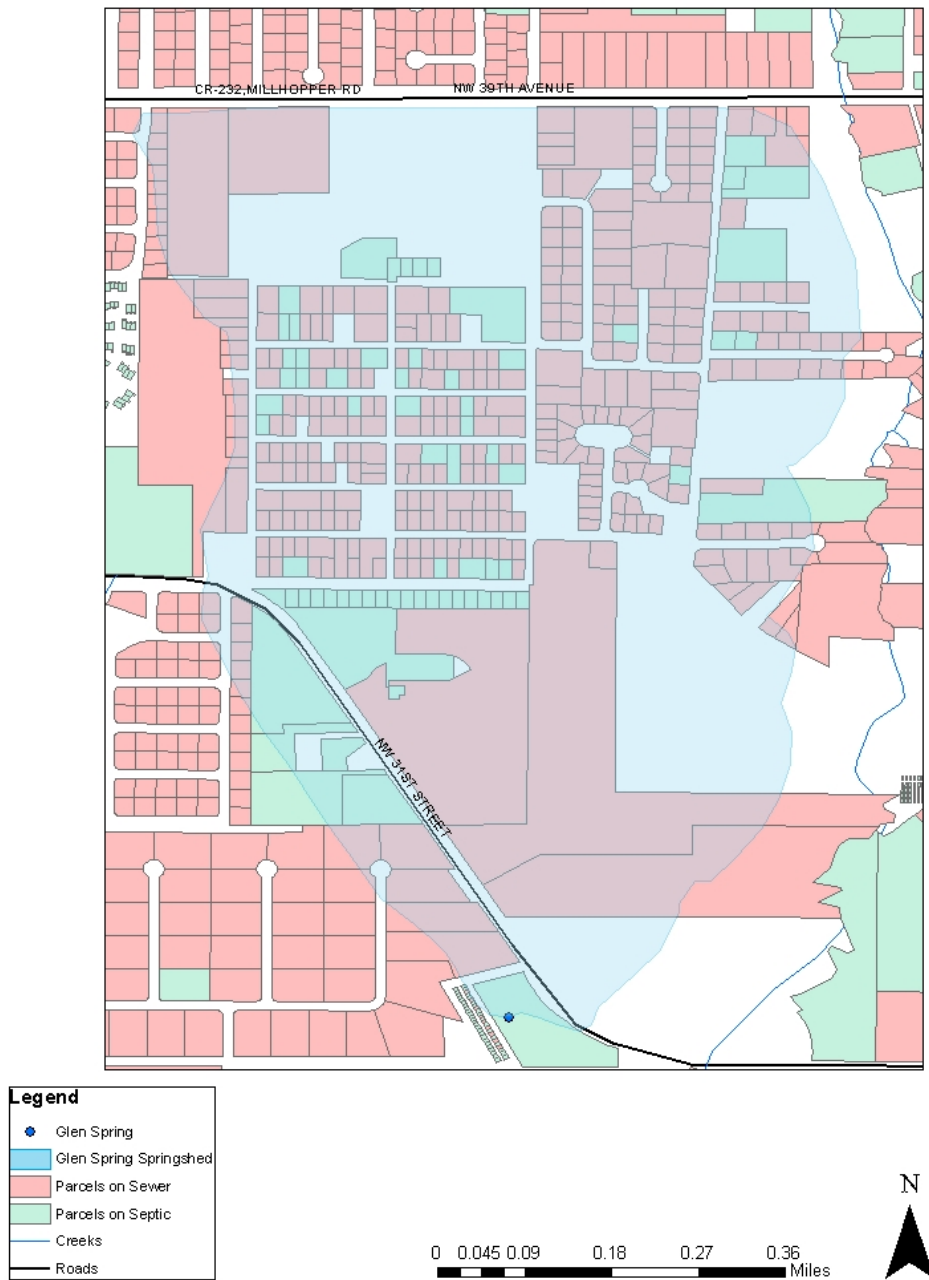 CR-232,MILLHOPPER RD
NW 39TH AVENUE
NW 31ST STREET
Legend
Glen Spring
Glen Spring Springshed
Parcels on Sewer
Parcels on Septic
Creeks
Roads
N
0 0.045 0.09 0.18 0.27 0.36
Miles